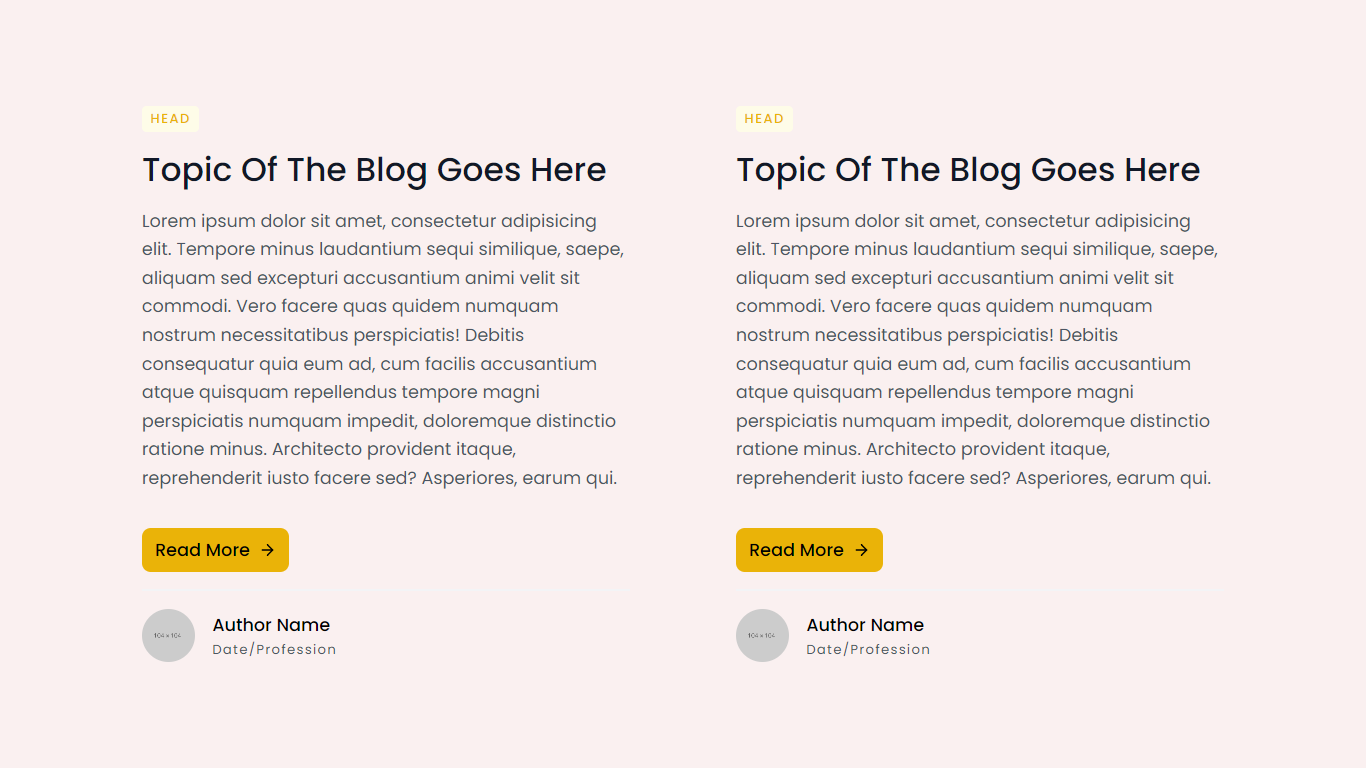 HEAD
Topic Of The Blog Goes Here
Lorem ipsum dolor sit amet, consectetur adipisicing
elit. Tempore minus laudantium sequi similique, saepe,
aliquam sed excepturi accusantium animi velit sit
commodi. Vero facere quas quidem numquam
nostrum necessitatibus perspiciatis! Debitis
consequatur quia eum ad, cum facilis accusantium
atque quisquam repellendus tempore magni
perspiciatis numquam impedit, doloremque distinctio
ratione minus. Architecto provident itaque,
reprehenderit iusto facere sed? Asperiores, earum qui.
Read More →
104 × 104
Author Name
Date/Profession
HEAD
Topic Of The Blog Goes Here
Lorem ipsum dolor sit amet, consectetur adipisicing
elit. Tempore minus laudantium sequi similique, saepe,
aliquam sed excepturi accusantium animi velit sit
commodi. Vero facere quas quidem numquam
nostrum necessitatibus perspiciatis! Debitis
consequatur quia eum ad, cum facilis accusantium
atque quisquam repellendus tempore magni
perspiciatis numquam impedit, doloremque distinctio
ratione minus. Architecto provident itaque,
reprehenderit iusto facere sed? Asperiores, earum qui.
Read More →
104 × 104
Author Name
Date/Profession